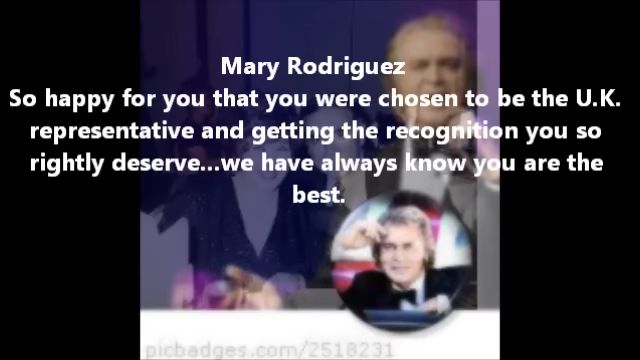 Mary Rodriguez
So happy for you that you were chosen to be the U.K.
representative and getting the recognition you so
rightly deserve...we have always know you are the
best.
picbadges.com/2518231